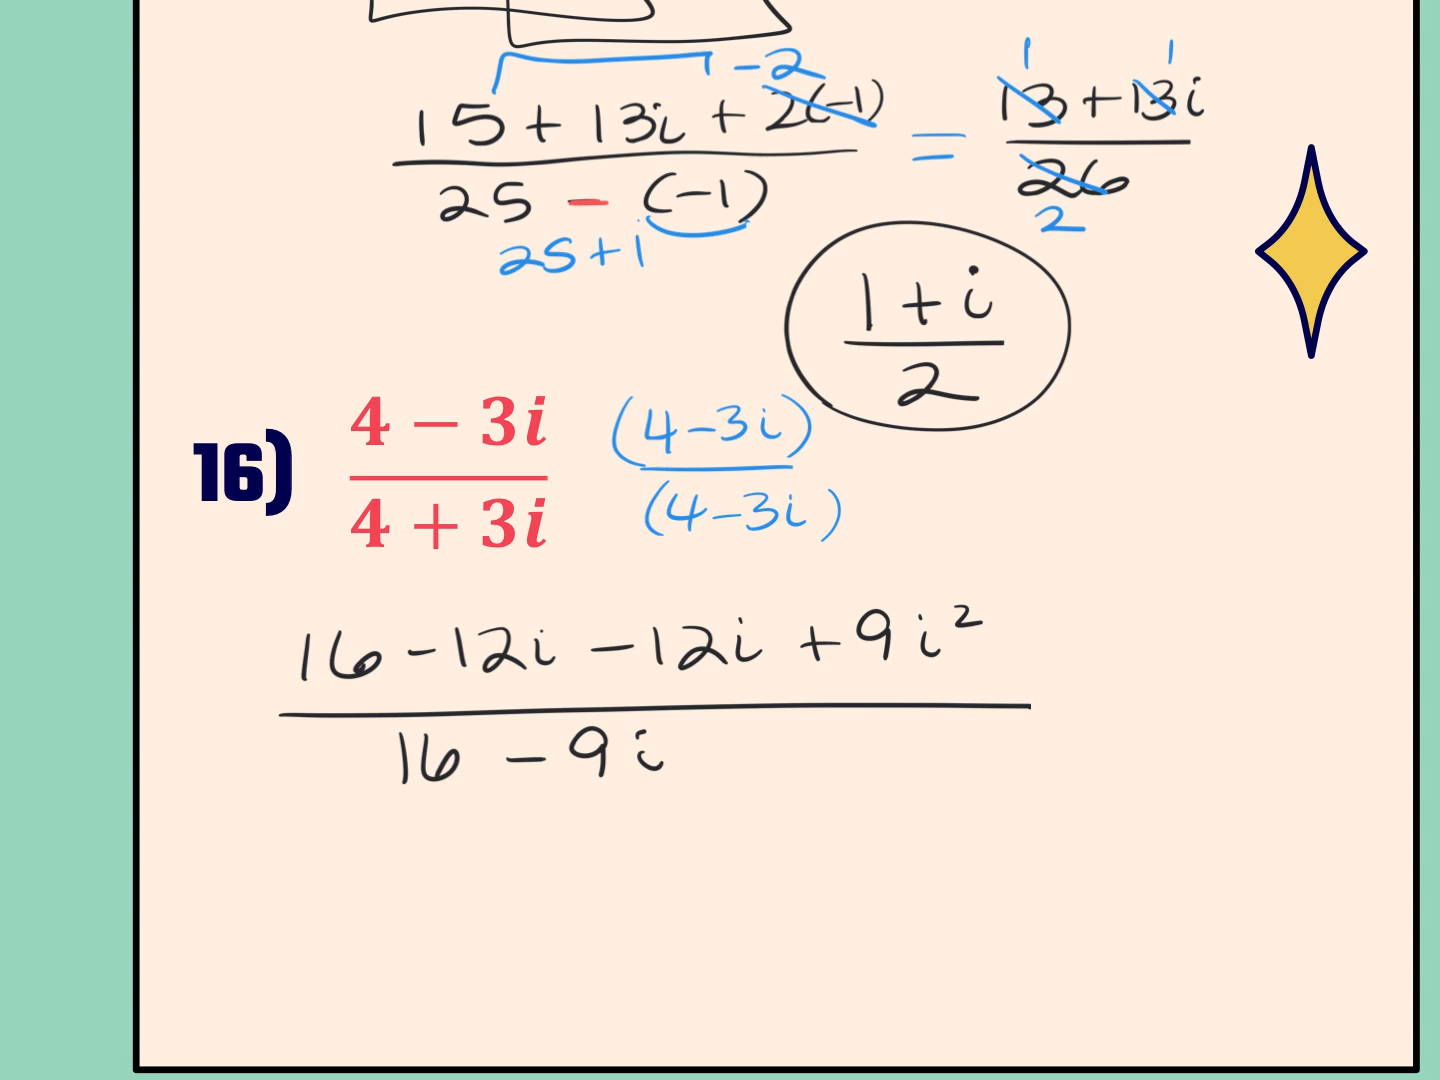 15 + 13i + 2(-1) -2
25 - (-1)
25 + 1
= 13 + 13i 1 1
26
2
1 + i
2
16) 4 − 3i
4 + 3i
(4-3i)
(4-3i)
16 - 12i - 12i + 9i²
16 - 9i